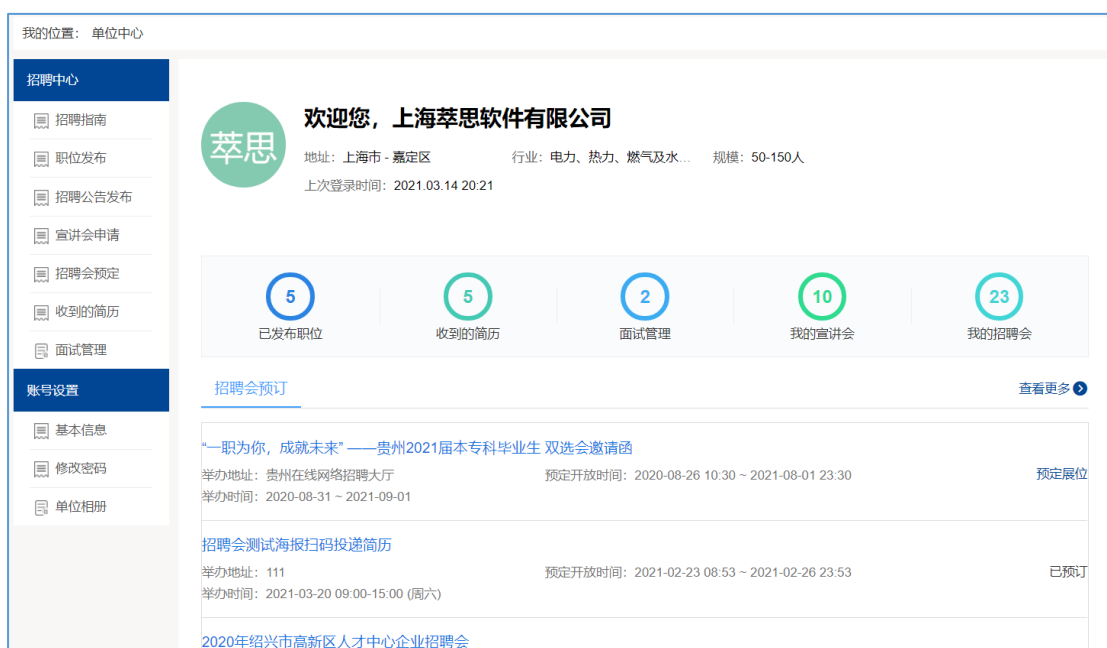 我的位置： 单位中心
招聘中心
招聘指南
职位发布
招聘公告发布
宣讲会申请
招聘会预定
收到的简历
面试管理
账号设置
基本信息
修改密码
单位相册
萃思
欢迎您，上海萃思软件有限公司
地址：上海市 - 嘉定区 行业：电力、热力、燃气及水... 规模：50-150人
上次登录时间：2021.03.14 20:21
5 5 2 10 23
已发布职位 收到的简历 面试管理 我的宣讲会 我的招聘会
招聘会预订 查看更多
“一职为你，成就未来” ——贵州2021届本专科毕业生 双选会邀请函
举办地址：贵州在线网络招聘大厅 预定开放时间：2020-08-26 10:30 ~ 2021-08-01 23:30 预定展位
举办时间：2020-08-31 ~ 2021-09-01
招聘会测试海报扫码投递简历
举办地址：111 预定开放时间：2021-02-23 08:53 ~ 2021-02-26 23:53 已预订
举办时间：2021-03-20 09:00-15:00 (周六)
2020年绍兴市高新区人才中心企业招聘会